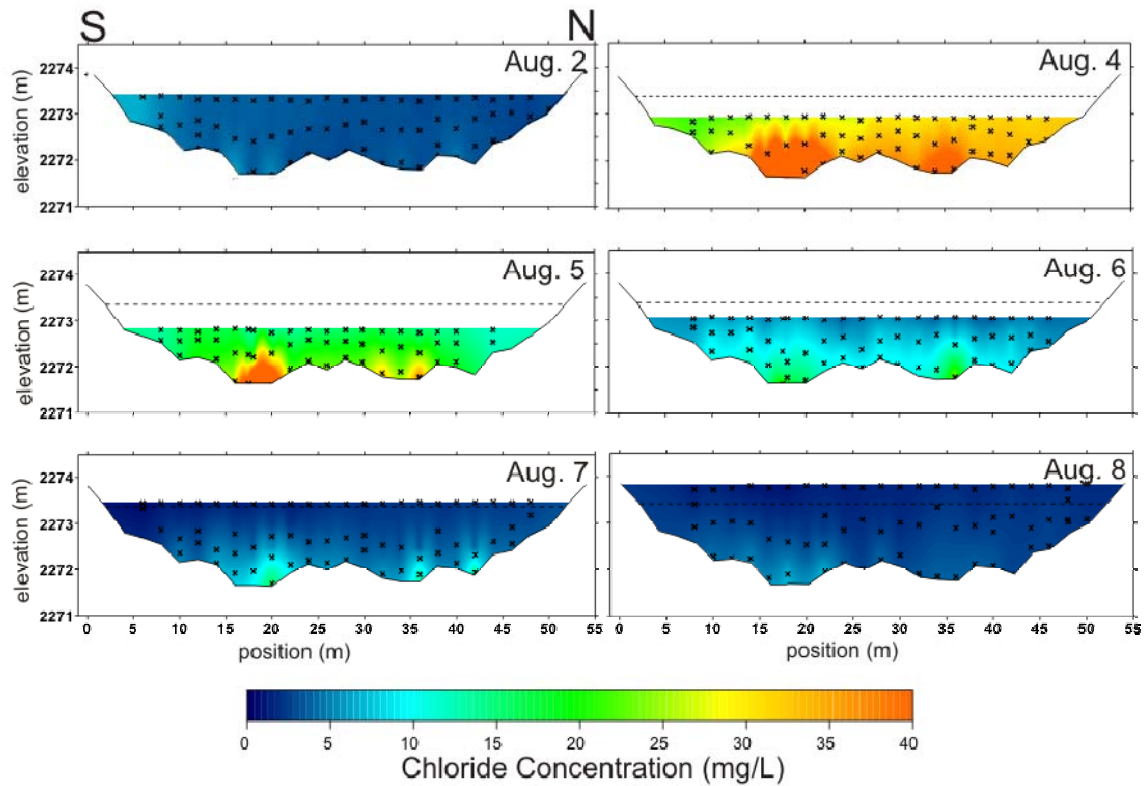 S N
Aug. 2 Aug. 4
elevation (m)
2274
2273
2272
2271
Aug. 5 Aug. 6
elevation (m)
2274
2273
2272
2271
Aug. 7 Aug. 8
elevation (m)
2274
2273
2272
2271
0 5 10 15 20 25 30 35 40 45 50 55 0 5 10 15 20 25 30 35 40 45 50 55
position (m) position (m)
0 5 10 15 20 25 30 35 40
Chloride Concentration (mg/L)